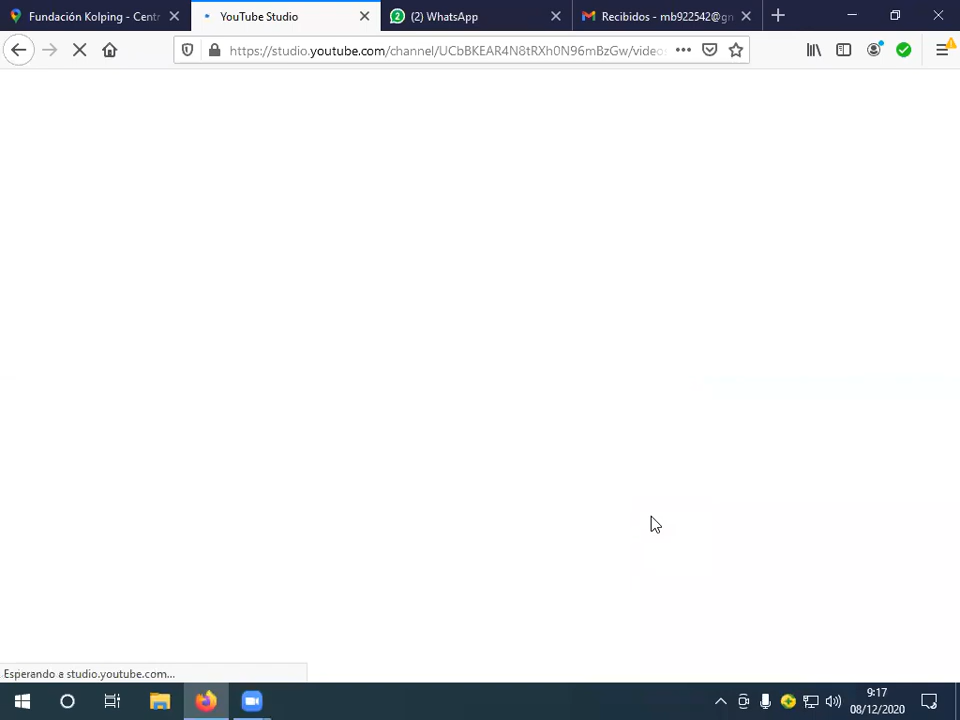 Fundación Kolping - Centr
YouTube Studio
(2) WhatsApp
Recibidos - mb922542@gn
https://studio.youtube.com/channel/UCbBKEAR4N8tRXh0N96mBzGw/videos
Esperando a studio.youtube.com...
9:17
08/12/2020